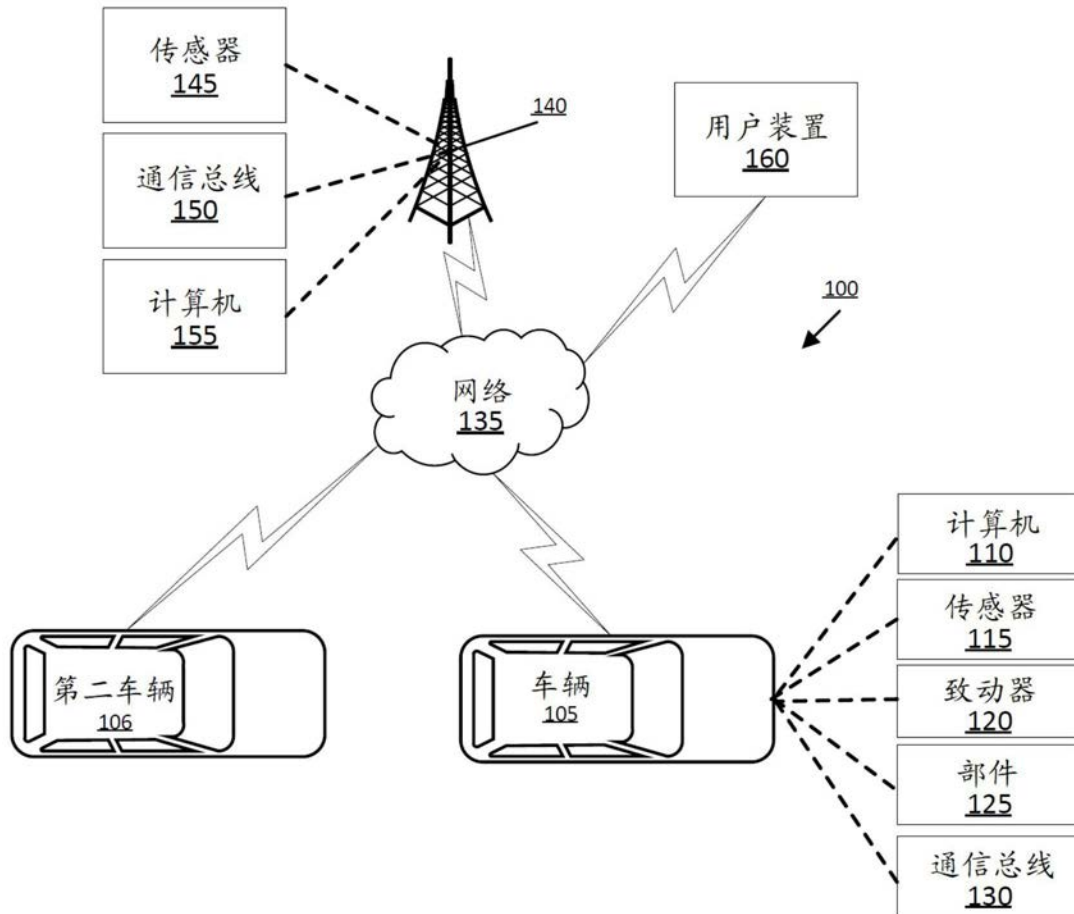 传感器
145
140
通信总线
150
用户装置
160
计算机
155
100
网络
135
计算机
110
传感器
115
第二车辆
106
车辆
105
致动器
120
部件
125
通信总线
130